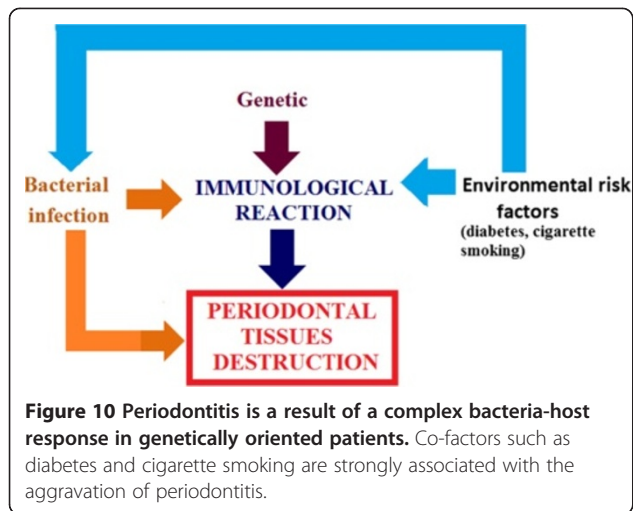 Genetic
Bacterial
infection
IMMUNOLOGICAL
REACTION
Environmental risk
factors
(diabetes, cigarette
smoking)
PERIODONTAL
TISSUES
DESTRUCTION
Figure 10 Periodontitis is a result of a complex bacteria-host
response in genetically oriented patients. Co-factors such as
diabetes and cigarette smoking are strongly associated with the
aggravation of periodontitis.